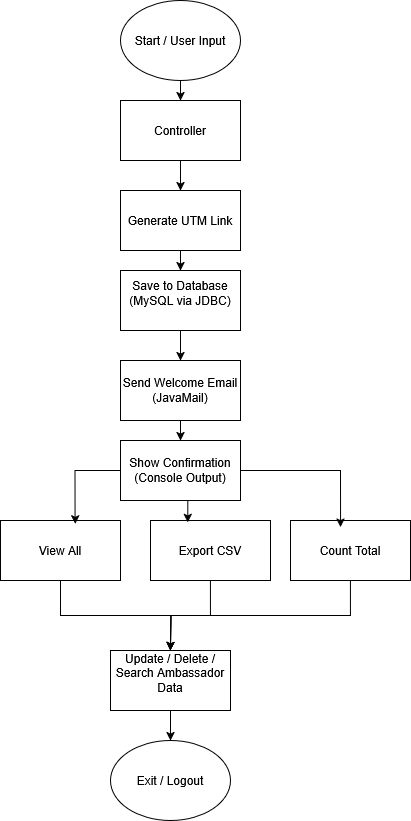 Start / User Input
Controller
Generate UTM Link
Save to Database
(MySQL via JDBC)
Send Welcome Email
(JavaMail)
Show Confirmation
(Console Output)
View All
Export CSV
Count Total
Update / Delete /
Search Ambassador
Data
Exit / Logout